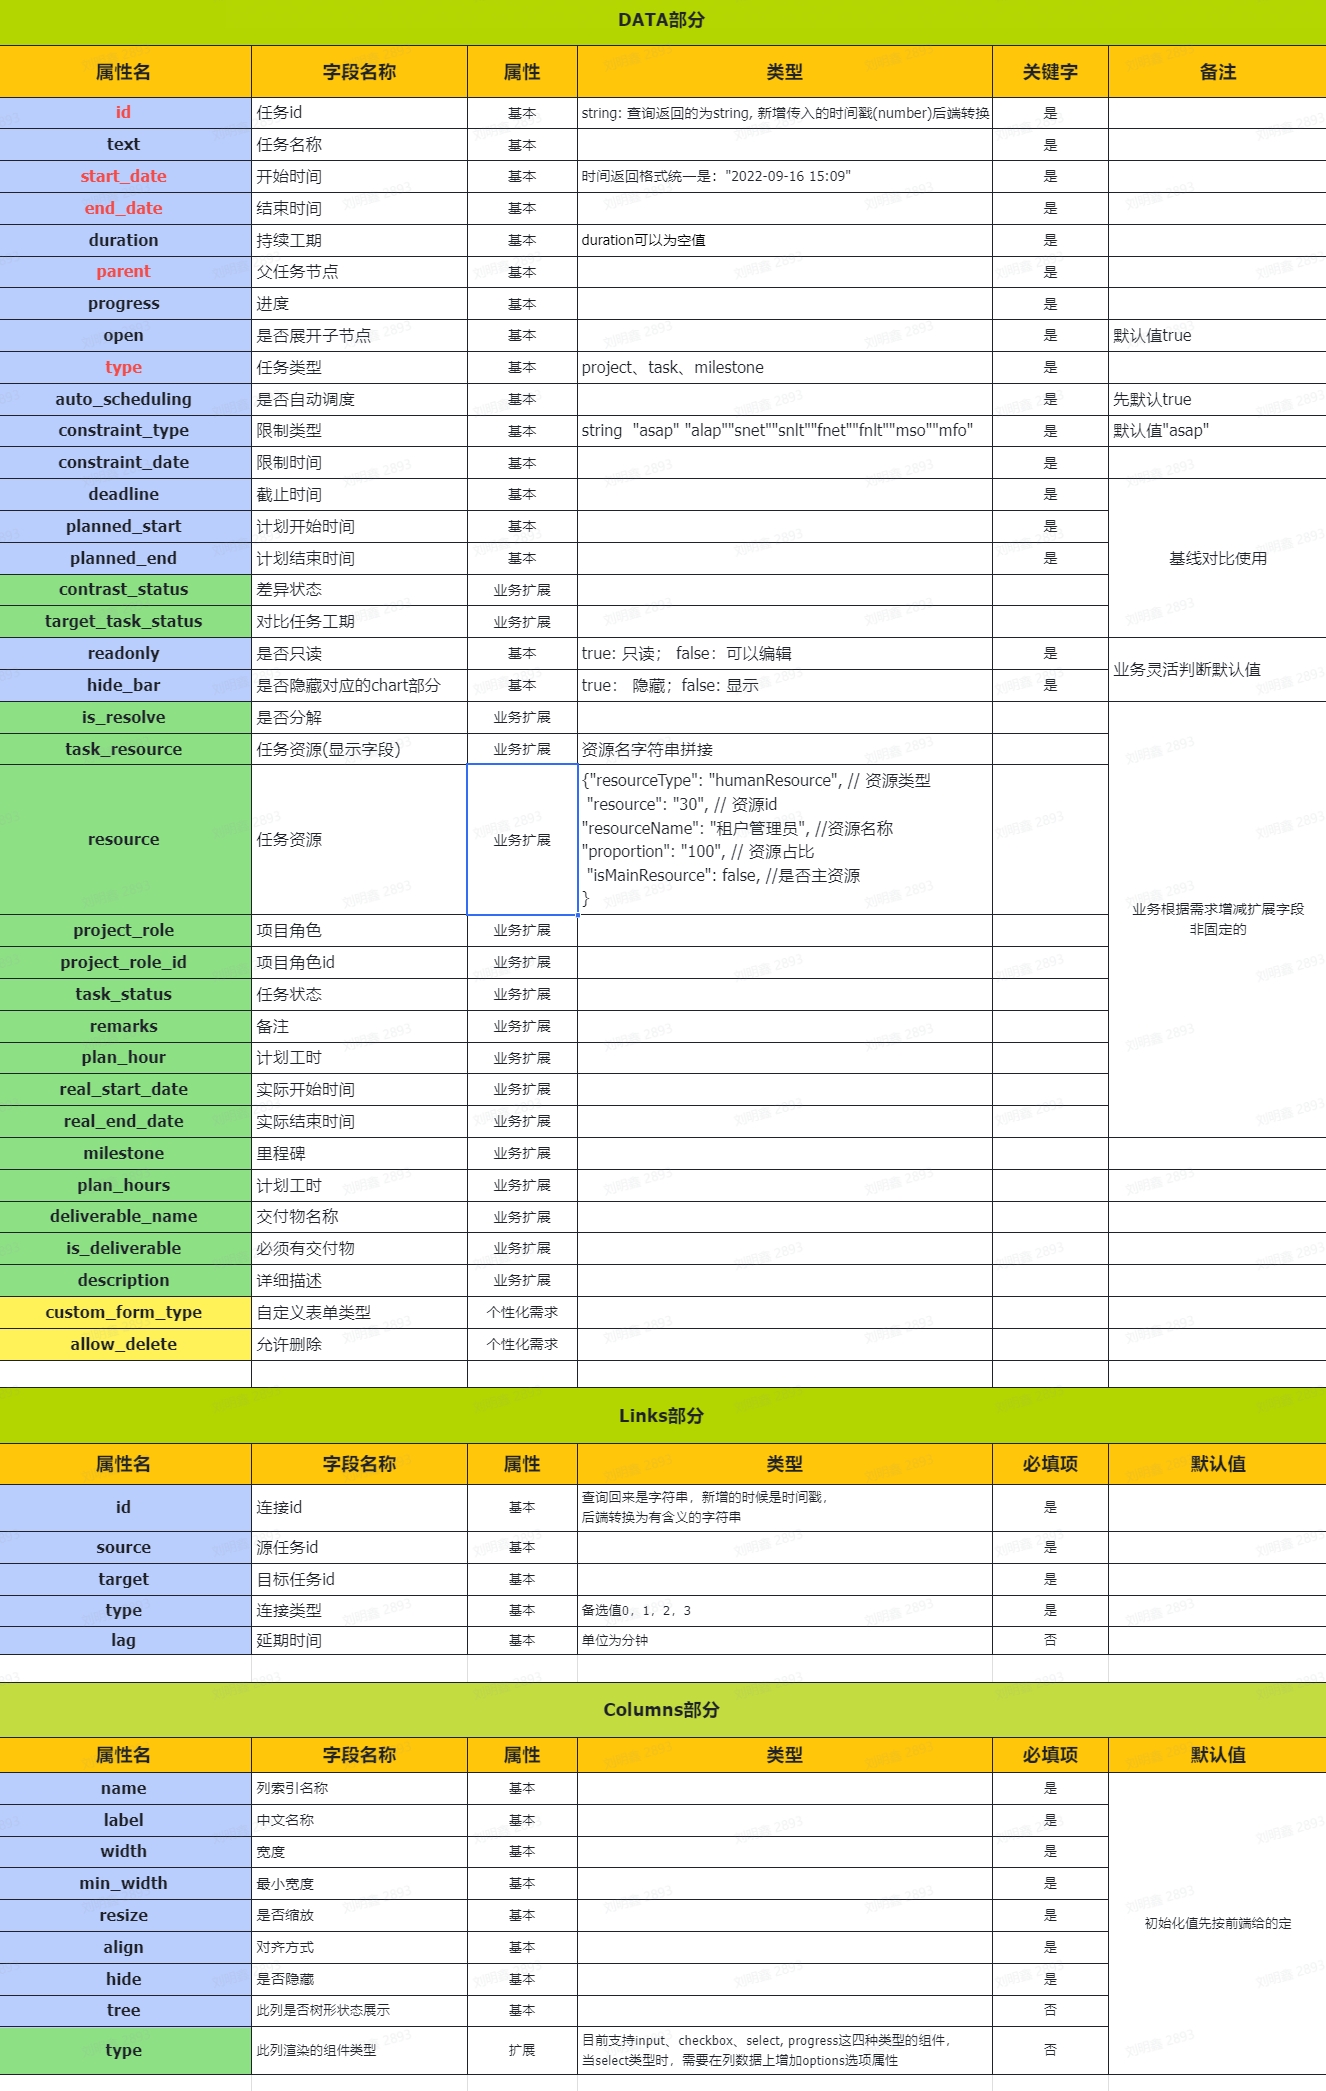 DATA部分
属性名 字段名称 属性 类型 关键字 备注
id 任务id 基本 string: 查询返回的为string, 新增传入的时间戳(number)后端转换 是
text 任务名称 基本 是
start_date 开始时间 基本 时间返回格式统一是："2022-09-16 15:09" 是
end_date 结束时间 基本 是
duration 持续工期 基本 duration可以为空值 是
parent 父任务节点 基本 是
progress 进度 基本 是
open 是否展开子节点 基本 是 默认值true
type 任务类型 基本 project、task、milestone 是
auto_scheduling 是否自动调度 基本 是 先默认true
constraint_type 限制类型 基本 string "asap" "alap""snet""snlt""fnet""fnlt""mso""mfo" 是 默认值"asap"
constraint_date 限制时间 基本 是
deadline 截止时间 基本 是
planned_start 计划开始时间 基本 是
planned_end 计划结束时间 基本 是 基线对比使用
contrast_status 差异状态 业务扩展
target_task_status 对比任务工期 业务扩展
readonly 是否只读 基本 true: 只读； false：可以编辑 是
业务灵活判断默认值
hide_bar 是否隐藏对应的chart部分 基本 true： 隐藏；false: 显示 是
is_resolve 是否分解 业务扩展
task_resource 任务资源(显示字段) 业务扩展 资源名字符串拼接
resource 任务资源 业务扩展
{"resourceType": "humanResource", // 资源类型
"resource": "30", // 资源id
"resourceName": "租户管理员", //资源名称
"proportion": "100", // 资源占比
"isMainResource": false, //是否主资源
}
业务根据需求增减扩展字段
非固定的
project_role 项目角色 业务扩展
project_role_id 项目角色id 业务扩展
task_status 任务状态 业务扩展
remarks 备注 业务扩展
plan_hour 计划工时 业务扩展
real_start_date 实际开始时间 业务扩展
real_end_date 实际结束时间 业务扩展
milestone 里程碑 业务扩展
plan_hours 计划工时 业务扩展
deliverable_name 交付物名称 业务扩展
is_deliverable 必须有交付物 业务扩展
description 详细描述 业务扩展
custom_form_type 自定义表单类型 个性化需求
allow_delete 允许删除 个性化需求
Links部分
属性名 字段名称 属性 类型 必填项 默认值
id 连接id 基本 是
查询回来是字符串，新增的时候是时间戳，
后端转换为有含义的字符串
source 源任务id 基本 是
target 目标任务id 基本 是
type 连接类型 基本 备选值0，1，2，3 是
lag 延期时间 基本 单位为分钟 否
Columns部分
属性名 字段名称 属性 类型 必填项 默认值
name 列索引名称 基本 是
label 中文名称 基本 是
width 宽度 基本 是
min_width 最小宽度 基本 是
resize 是否缩放 基本 是 初始化值先按前端给的定
align 对齐方式 基本 是
hide 是否隐藏 基本 是
tree 此列是否树形状态展示 基本 否
type 此列渲染的组件类型 扩展 否
目前支持input、checkbox、select, progress这四种类型的组件，
当select类型时，需要在列数据上增加options选项属性
刘明鑫 2893